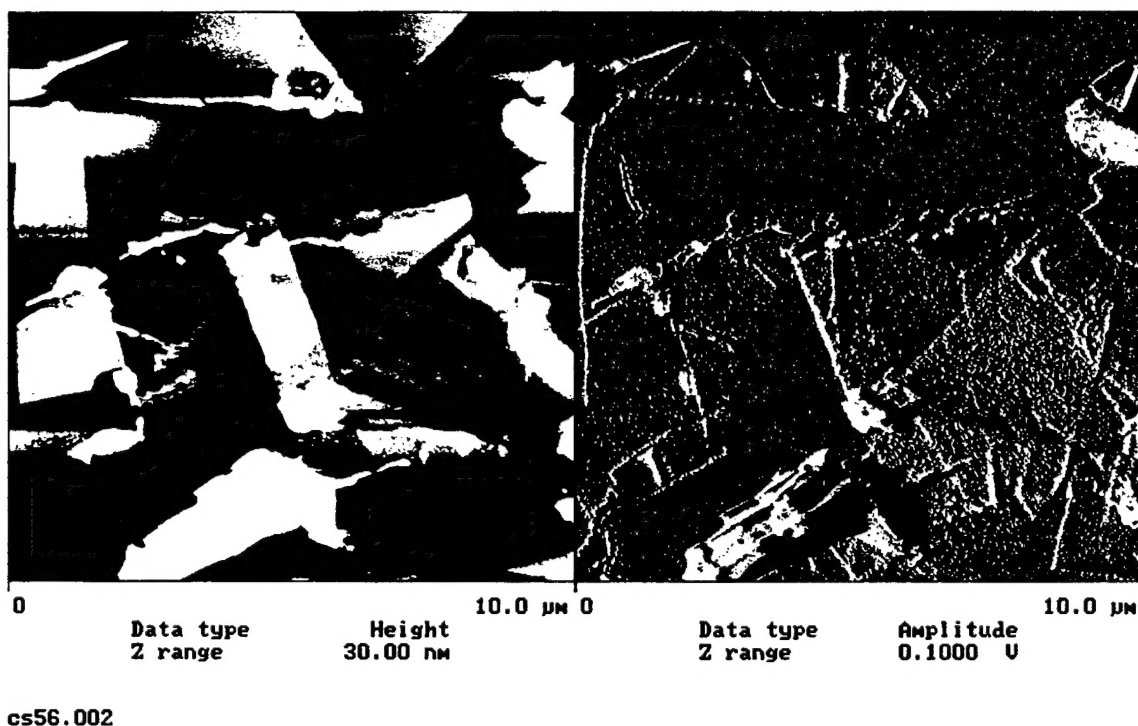 0 10.0 µm 0 10.0 µm
Data type Height Data type Amplitude
Z range 30.00 nm Z range 0.1000 V
cs56.002